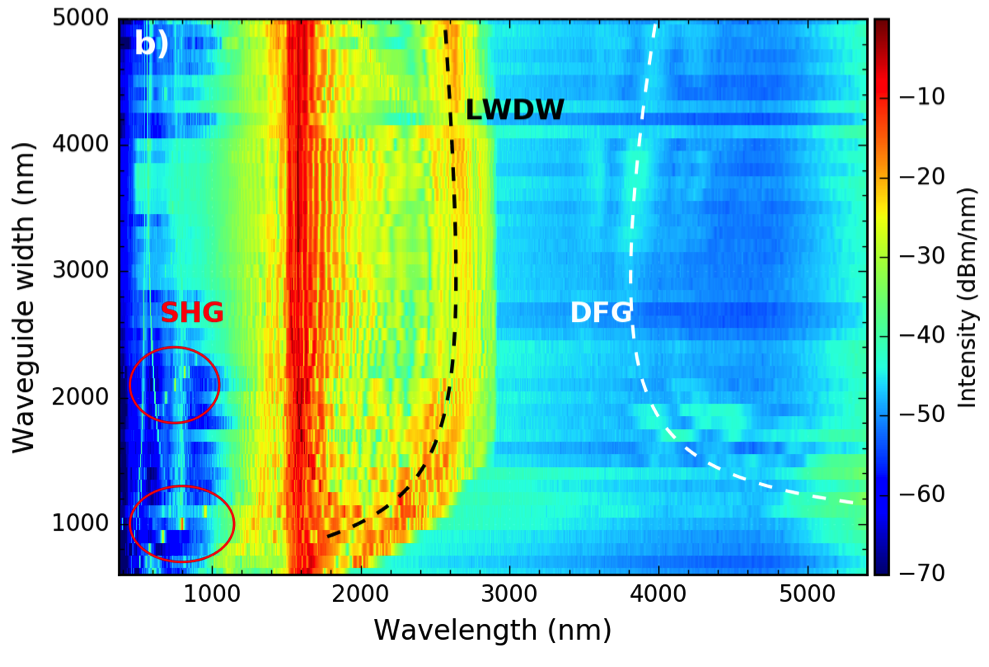 b)
5000
4000
3000
2000
1000
Waveguide width (nm)
LWDW
SHG
DFG
1000 2000 3000 4000 5000
Wavelength (nm)
−10
−20
−30
−40
−50
−60
−70
Intensity (dBm/nm)